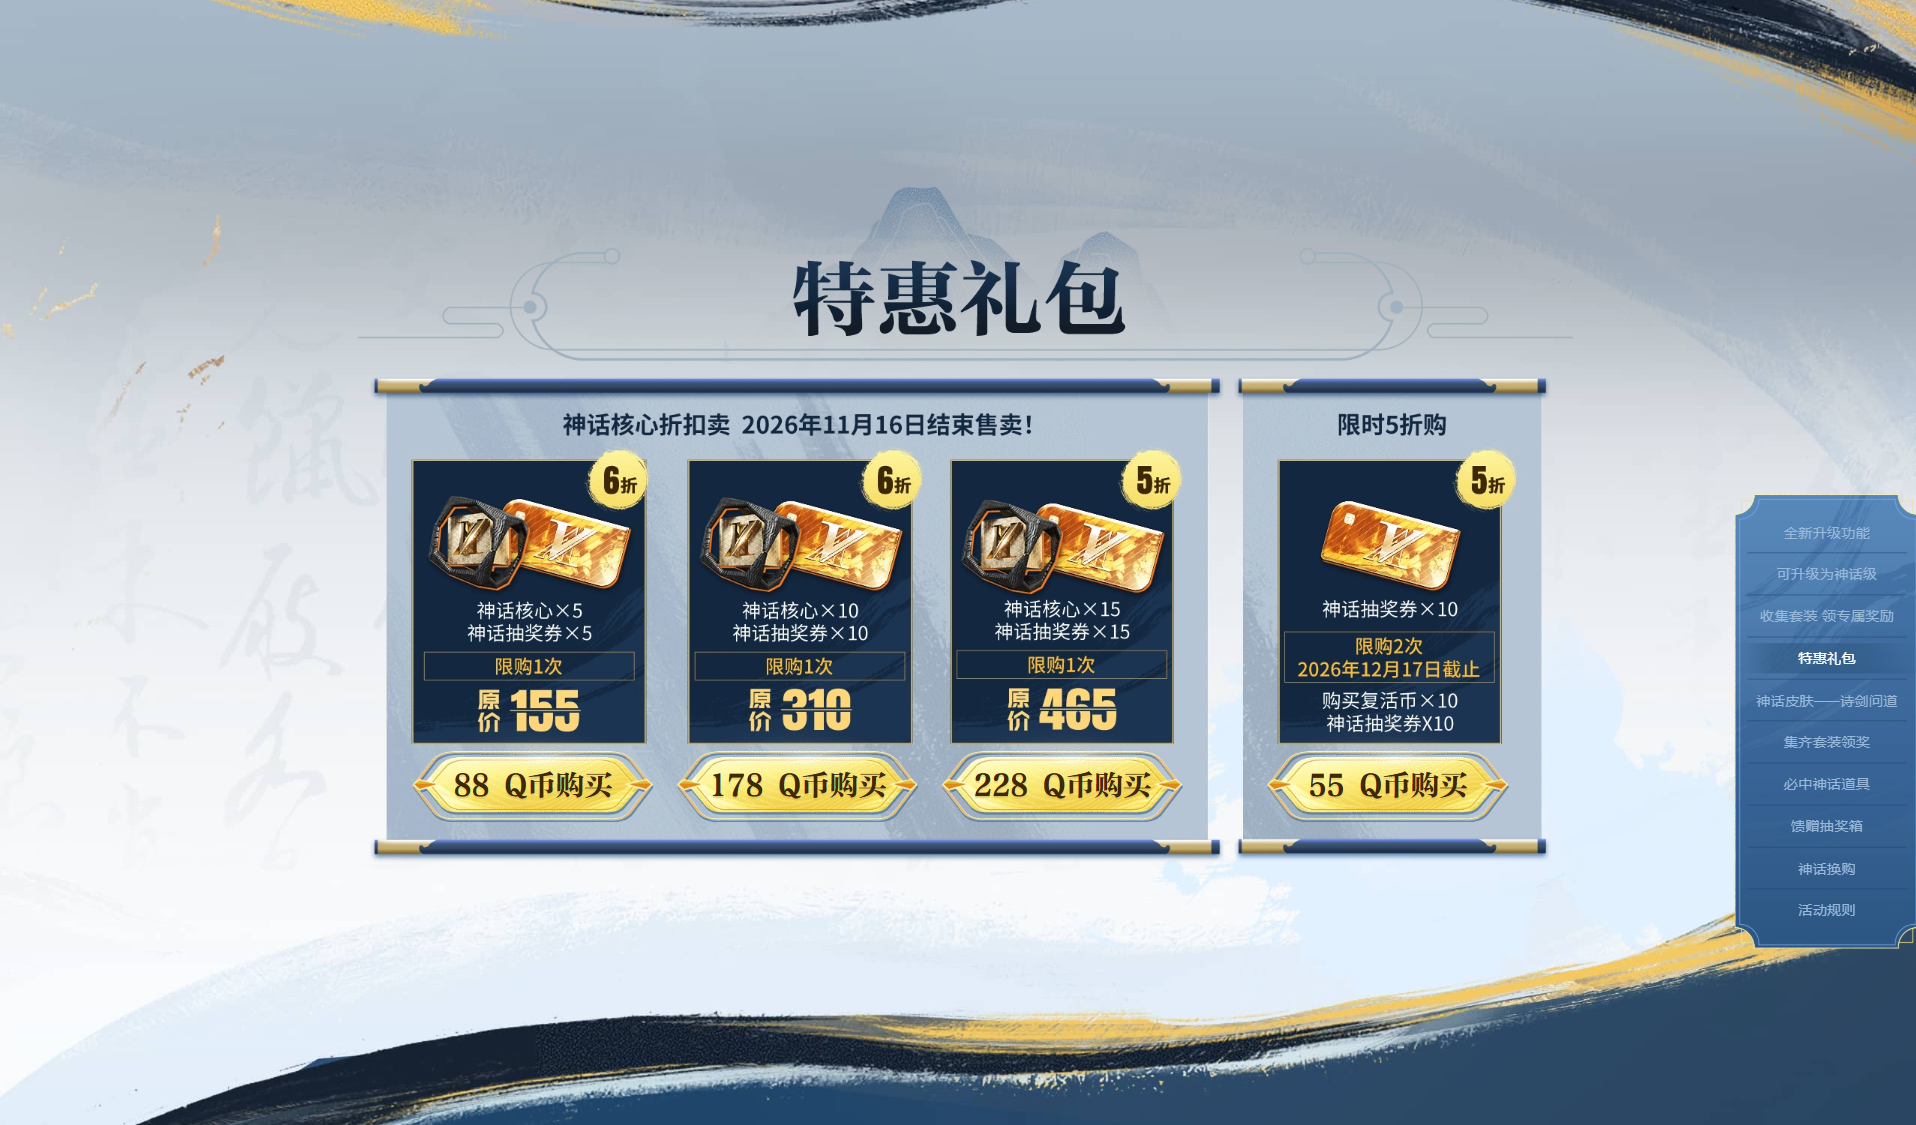 特惠礼包
神话核心折扣卖 2026年11月16日结束售卖！
6折
神话核心×5
神话抽奖券×5
限购1次
原价 155
88 Q币购买
6折
神话核心×10
神话抽奖券×10
限购1次
原价 310
178 Q币购买
5折
神话核心×15
神话抽奖券×15
限购1次
原价 465
228 Q币购买
限时5折购
5折
神话抽奖券×10
限购2次
2026年12月17日截止
购买复活币×10
神话抽奖券X10
55 Q币购买
全新升级功能
可升级为神话级
收集套装 领专属奖励
特惠礼包
神话皮肤——诗剑问道
集齐套装领奖
必中神话道具
馈赠抽奖箱
神话换购
活动规则